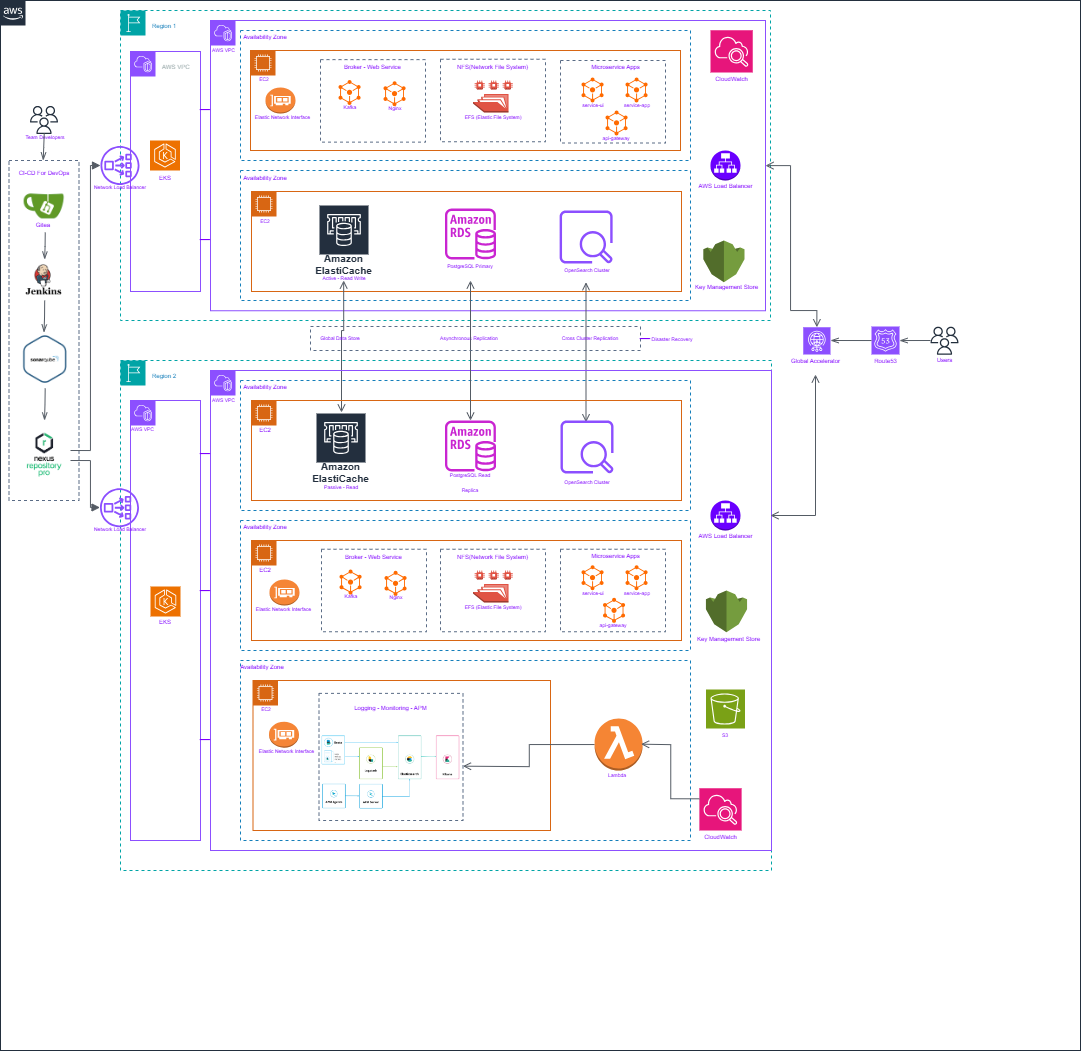 aws
Region 1
AWS VPC
AWS VPC
Availability Zone
EC2
Elastic Network Interface
Broker - Web Service
Kafka
Nginx
NFS(Network File System)
EFS (Elastic File System)
Microservice Apps
service-ui
service-app
api-gateway
CloudWatch
Team Developers
CI-CD For DevOps
Gitea
Jenkins
sonarqube
nexus
repository
pro
Network Load Balancer
EKS
Availability Zone
EC2
Amazon
ElastiCache
Active - Read Write
Amazon
RDS
PostgreSQL Primary
OpenSearch Cluster
AWS Load Balancer
Key Management Store
Global Data Store
Asynchronous Replication
Cross Cluster Replication
Disaster Recovery
Global Accelerator
53
Route53
Users
Region 2
AWS VPC
AWS VPC
Availability Zone
EC2
Amazon
ElastiCache
Passive - Read
Amazon
RDS
PostgreSQL Read
Replica
OpenSearch Cluster
Network Load Balancer
EKS
Availability Zone
EC2
Elastic Network Interface
Broker - Web Service
Kafka
Nginx
NFS(Network File System)
EFS (Elastic File System)
Microservice Apps
service-ui
service-app
api-gateway
AWS Load Balancer
Key Management Store
S3
Availability Zone
EC2
Elastic Network Interface
Logging - Monitoring - APM
Lambda
CloudWatch